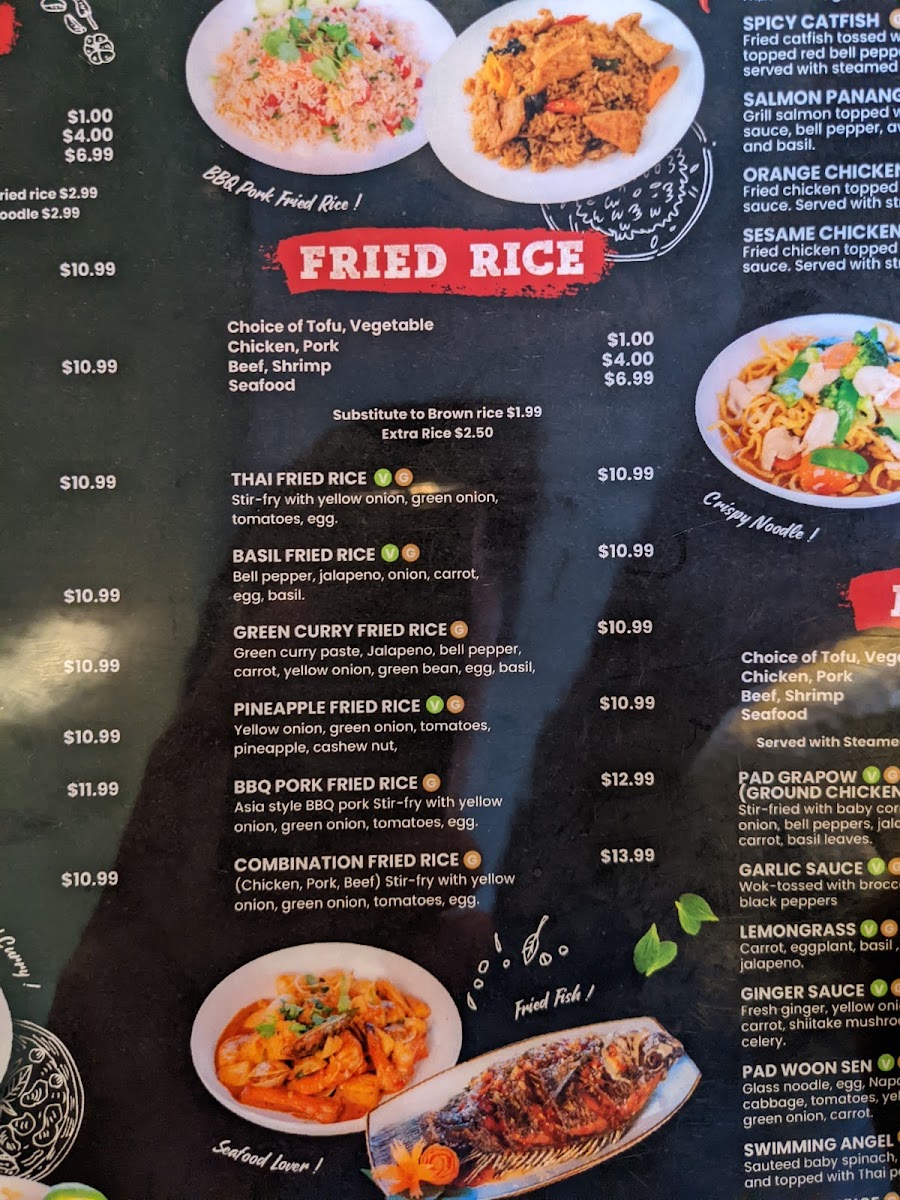 $1.00
$4.00
$6.99
ried rice $2.99
oodle $2.99
$10.99
$10.99
$10.99
$10.99
$10.99
$10.99
$11.99
$10.99
Curry !
BBQ Pork Fried Rice !
FRIED RICE
Choice of Tofu, Vegetable
Chicken, Pork $1.00
Beef, Shrimp $4.00
Seafood $6.99
Substitute to Brown rice $1.99
Extra Rice $2.50
THAI FRIED RICE V G $10.99
Stir-fry with yellow onion, green onion,
tomatoes, egg.
BASIL FRIED RICE V G $10.99
Bell pepper, jalapeno, onion, carrot,
egg, basil.
GREEN CURRY FRIED RICE G $10.99
Green curry paste, Jalapeno, bell pepper,
carrot, yellow onion, green bean, egg, basil,
PINEAPPLE FRIED RICE V G $10.99
Yellow onion, green onion, tomatoes,
pineapple, cashew nut,
BBQ PORK FRIED RICE G $12.99
Asia style BBQ pork Stir-fry with yellow
onion, green onion, tomatoes, egg.
COMBINATION FRIED RICE G $13.99
(Chicken, Pork, Beef) Stir-fry with yellow
onion, green onion, tomatoes, egg.
Fried Fish !
Seafood Lover !
SPICY CATFISH
Fried catfish tossed
topped red bell
served with steamed
SALMON PANANG
Grill salmon topped
sauce, bell pepper,
and basil.
ORANGE CHICKEN
Fried chicken topped
sauce. Served with
SESAME CHICKEN
Fried chicken topped
sauce. Served with
Crispy Noodle !
Choice of Tofu, Veg
Chicken, Pork
Beef, Shrimp
Seafood
Served with Steame
PAD GRAPOW V G
(GROUND CHICKEN
Stir-fried with baby
onion, bell peppers,
carrot, basil leaves.
GARLIC SAUCE V G
Wok-tossed with
black peppers
LEMONGRASS V G
Carrot, eggplant, basil ,
jalapeno.
GINGER SAUCE V G
Fresh ginger, yellow
carrot, shiitake
celery.
PAD WOON SEN V
Glass noodle, egg,
cabbage, tomatoes,
green onion, carrot.
SWIMMING ANGEL
Sauteed baby spinach,
and topped with Thai